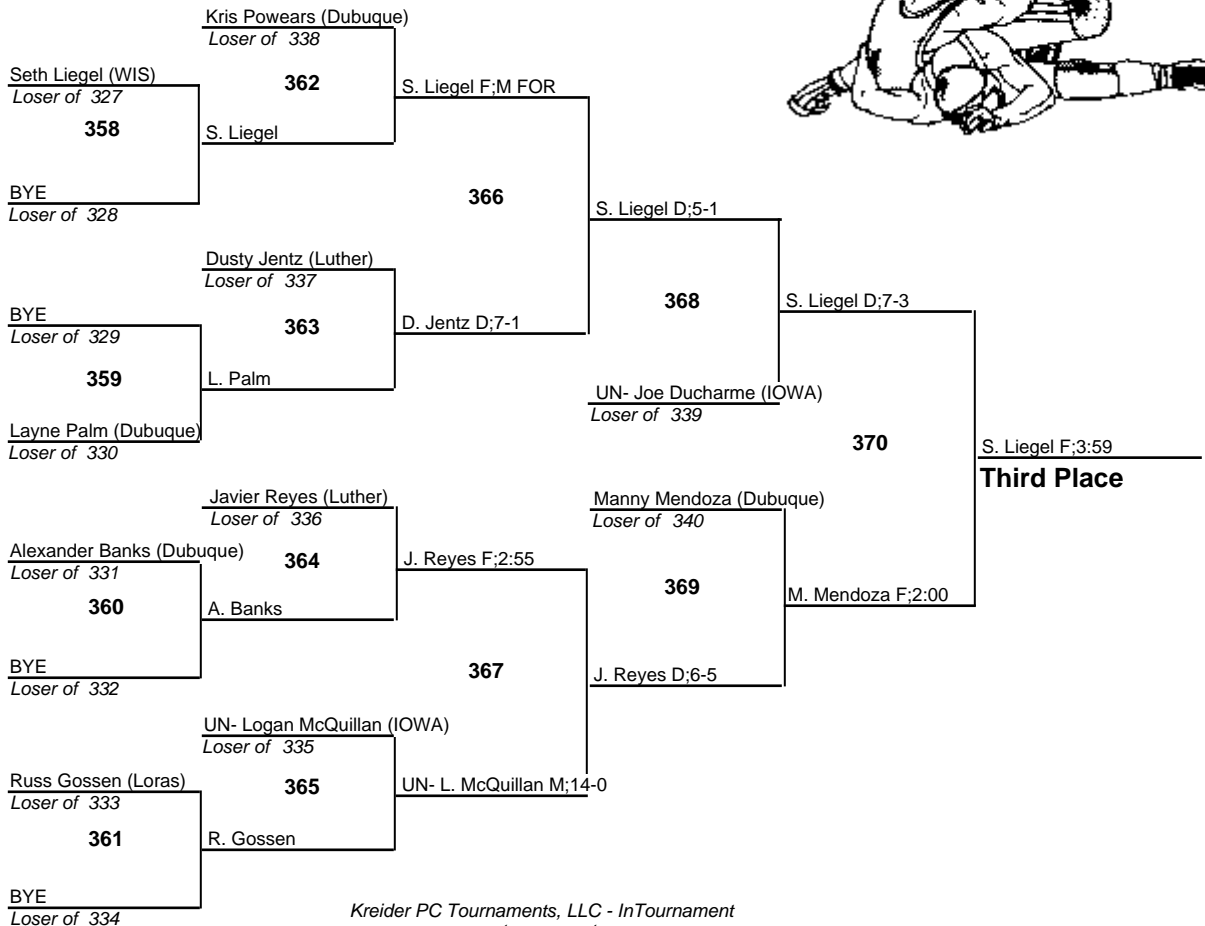 Kris Powears (Dubuque)
Loser of 338
Seth Liegel (WIS)
Loser of 327
362
S. Liegel F;M FOR
358
S. Liegel
BYE
Loser of 328
366
S. Liegel D;5-1
Dusty Jentz (Luther)
Loser of 337
BYE
Loser of 329
363
D. Jentz D;7-1
368
S. Liegel D;7-3
359
L. Palm
UN- Joe Ducharme (IOWA)
Loser of 339
Layne Palm (Dubuque)
Loser of 330
370
S. Liegel F;3:59
Third Place
Javier Reyes (Luther)
Loser of 336
Manny Mendoza (Dubuque)
Loser of 340
Alexander Banks (Dubuque)
Loser of 331
364
J. Reyes F;2:55
369
M. Mendoza F;2:00
360
A. Banks
BYE
Loser of 332
367
J. Reyes D;6-5
UN- Logan McQuillan (IOWA)
Loser of 335
Russ Gossen (Loras)
Loser of 333
365
UN- L. McQuillan M;14-0
361
R. Gossen
BYE
Loser of 334
Kreider PC Tournaments, LLC - InTournament